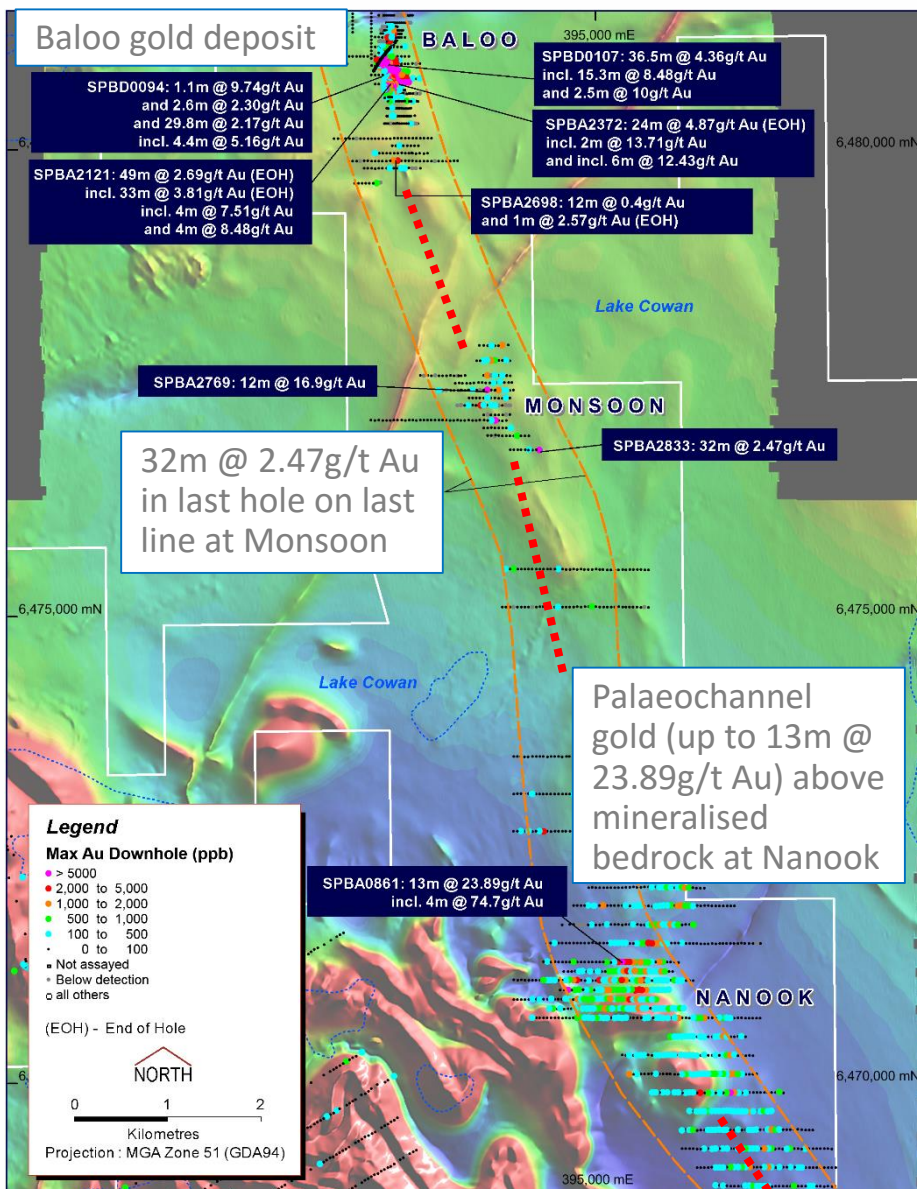 Baloo gold deposit
BALOO
395,000 mE
SPBD0094: 1.1m @ 9.74g/t Au
and 2.6m @ 2.30g/t Au
and 29.8m @ 2.17g/t Au
incl. 4.4m @ 5.16g/t Au
SPBD0107: 36.5m @ 4.36g/t Au
incl. 15.3m @ 8.48g/t Au
and 2.5m @ 10g/t Au
SPBA2372: 24m @ 4.87g/t Au (EOH)
incl. 2m @ 13.71g/t Au
and incl. 6m @ 12.43g/t Au
6,480,000 mN
SPBA2121: 49m @ 2.69g/t Au (EOH)
incl. 33m @ 3.81g/t Au (EOH)
incl. 4m @ 7.51g/t Au
and 4m @ 8.48g/t Au
SPBA2698: 12m @ 0.4g/t Au
and 1m @ 2.57g/t Au (EOH)
Lake Cowan
SPBA2769: 12m @ 16.9g/t Au
MONSOON
SPBA2833: 32m @ 2.47g/t Au
32m @ 2.47g/t Au
in last hole on last
line at Monsoon
6,475,000 mN
6,475,000 mN
Lake Cowan
Palaeochannel
gold (up to 13m @
23.89g/t Au) above
mineralised
bedrock at Nanook
SPBA0861: 13m @ 23.89g/t Au
incl. 4m @ 74.7g/t Au
NANOOK
6,470,000 mN
395,000 mE
Legend
Max Au Downhole (ppb)
> 5000
2,000 to 5,000
1,000 to 2,000
500 to 1,000
100 to 500
0 to 100
Not assayed
Below detection
all others
(EOH) - End of Hole
NORTH
0 1 2
Kilometres
Projection : MGA Zone 51 (GDA94)